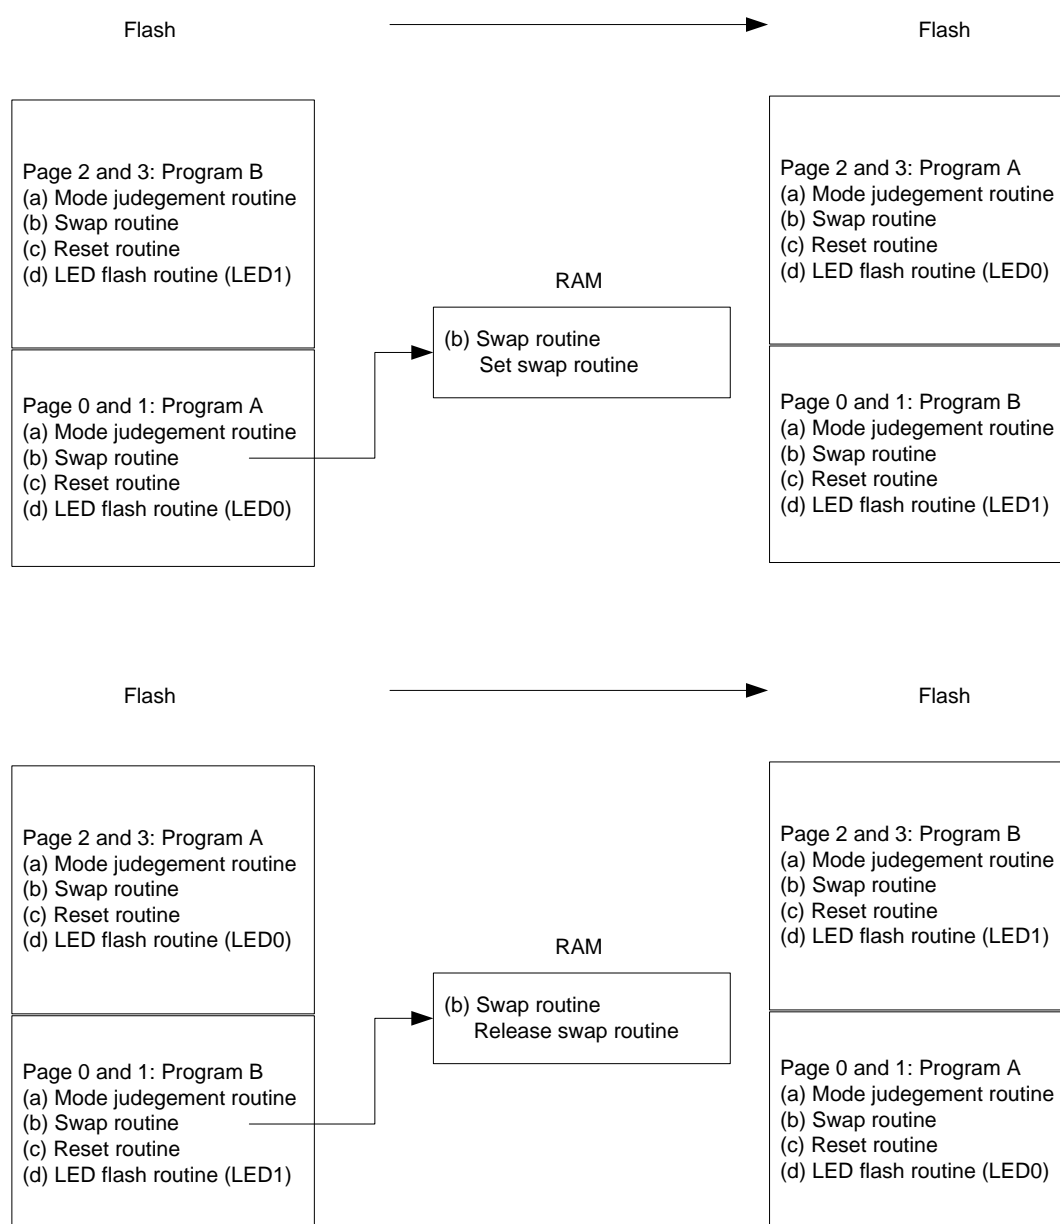 Flash
Flash
Page 2 and 3: Program B
(a) Mode judegement routine
(b) Swap routine
(c) Reset routine
(d) LED flash routine (LED1)
Page 0 and 1: Program A
(a) Mode judegement routine
(b) Swap routine
(c) Reset routine
(d) LED flash routine (LED0)
RAM
(b) Swap routine
Set swap routine
Page 2 and 3: Program A
(a) Mode judegement routine
(b) Swap routine
(c) Reset routine
(d) LED flash routine (LED0)
Page 0 and 1: Program B
(a) Mode judegement routine
(b) Swap routine
(c) Reset routine
(d) LED flash routine (LED1)
Flash
Flash
Page 2 and 3: Program A
(a) Mode judegement routine
(b) Swap routine
(c) Reset routine
(d) LED flash routine (LED0)
Page 0 and 1: Program B
(a) Mode judegement routine
(b) Swap routine
(c) Reset routine
(d) LED flash routine (LED1)
RAM
(b) Swap routine
Release swap routine
Page 2 and 3: Program B
(a) Mode judegement routine
(b) Swap routine
(c) Reset routine
(d) LED flash routine (LED1)
Page 0 and 1: Program A
(a) Mode judegement routine
(b) Swap routine
(c) Reset routine
(d) LED flash routine (LED0)